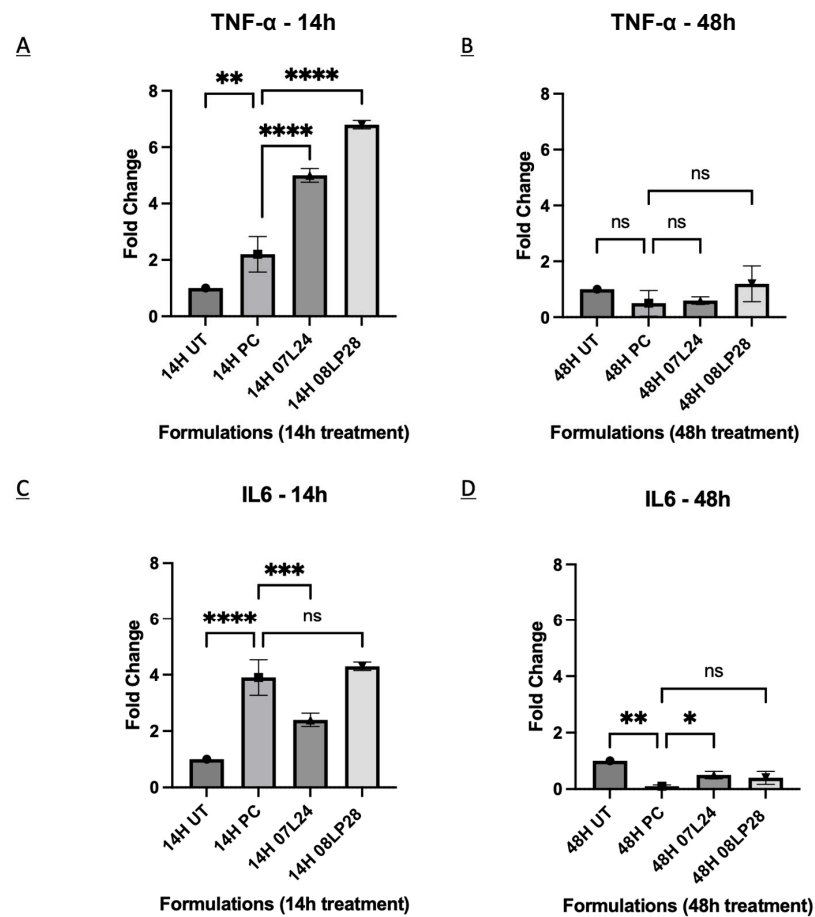 TNF-α - 14h
A
** ****
****
8
6
4
2
0
Fold Change
14H UT
14H PC
14H 07L24
14H 08LP28
Formulations (14h treatment)
TNF-α - 48h
B
ns
ns ns
8
6
4
2
0
Fold Change
48H UT
48H PC
48H 07L24
48H 08LP28
Formulations (48h treatment)
IL6 - 14h
C
***
**** ns
8
6
4
2
0
Fold Change
14H UT
14H PC
14H 07L24
14H 08LP28
Formulations (14h treatment)
IL6 - 48h
D
ns
** *
8
6
4
2
0
Fold Change
48H UT
48H PC
48H 07L24
48H 08LP28
Formulations (48h treatment)